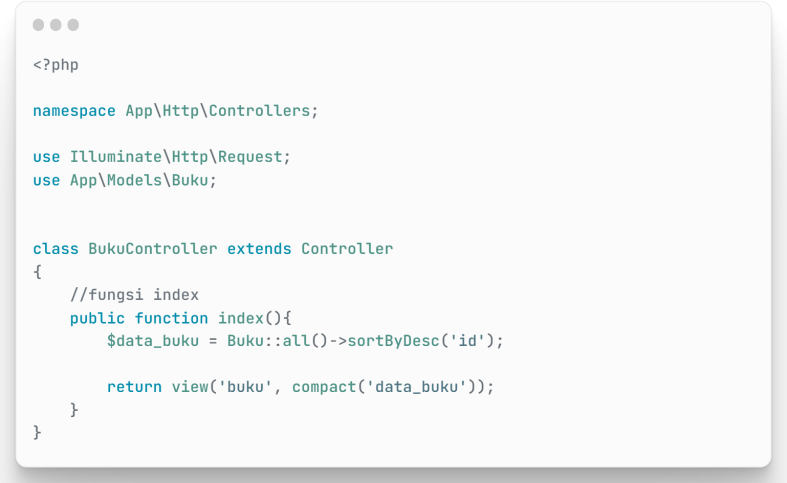 <?php
namespace App\Http\Controllers;
use Illuminate\Http\Request;
use App\Models\Buku;
class BukuController extends Controller
{
//fungsi index
public function index(){
$data_buku = Buku::all()->sortByDesc('id');
return view('buku', compact('data_buku'));
}
}